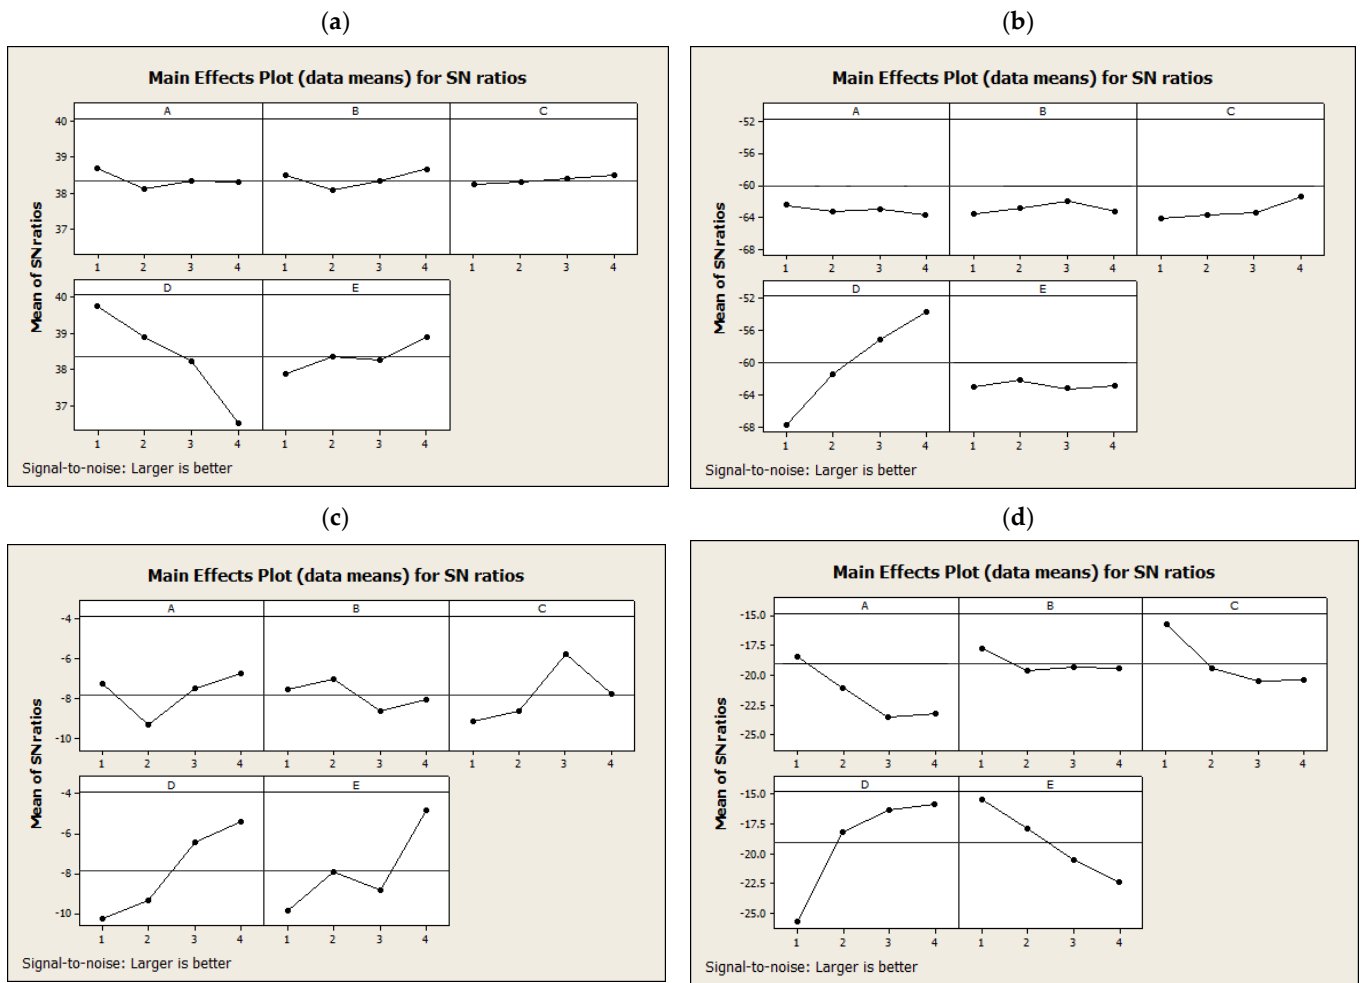 (a)
Main Effects Plot (data means) for SN ratios
Mean of SN ratios
A B C
40
39
38
37
1 2 3 4 1 2 3 4 1 2 3 4
D E
40
39
38
37
1 2 3 4 1 2 3 4
Signal-to-noise: Larger is better
(b)
Main Effects Plot (data means) for SN ratios
Mean of SN ratios
A B C
-52
-56
-60
-64
-68
1 2 3 4 1 2 3 4 1 2 3 4
D E
-52
-56
-60
-64
-68
1 2 3 4 1 2 3 4
Signal-to-noise: Larger is better
(c)
Main Effects Plot (data means) for SN ratios
Mean of SN ratios
A B C
-4
-6
-8
-10
1 2 3 4 1 2 3 4 1 2 3 4
D E
-4
-6
-8
-10
1 2 3 4 1 2 3 4
Signal-to-noise: Larger is better
(d)
Main Effects Plot (data means) for SN ratios
Mean of SN ratios
A B C
-15.0
-17.5
-20.0
-22.5
-25.0
1 2 3 4 1 2 3 4 1 2 3 4
D E
-15.0
-17.5
-20.0
-22.5
-25.0
1 2 3 4 1 2 3 4
Signal-to-noise: Larger is better